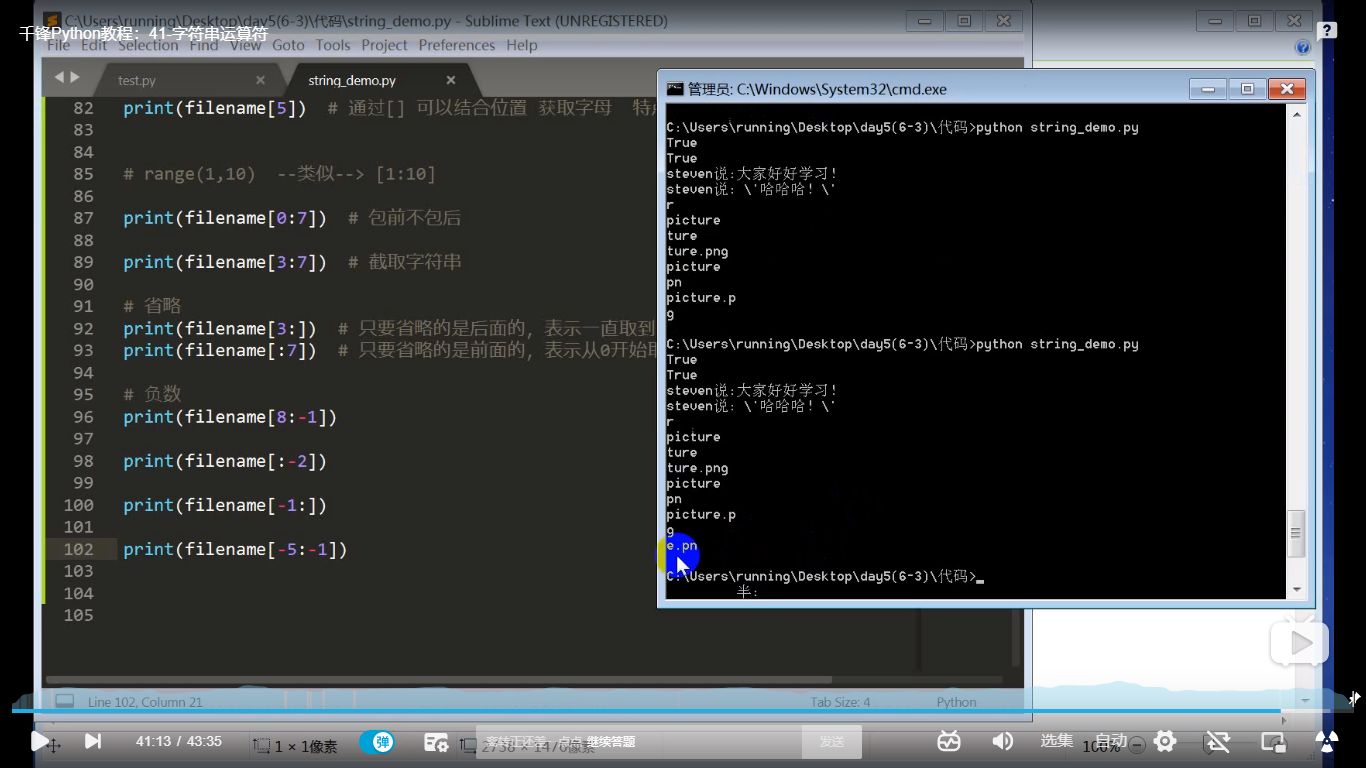 C:\Users\running\Desktop\day5(6-3)\代码\string_demo.py - Sublime Text (UNREGISTERED)
千锋Python教程：41-字符串运算符
File Edit Selection Find View Goto Tools Project Preferences Help
test.py
string_demo.py
82 print(filename[5]) # 通过[] 可以结合位置 获取字母
83
84
85 # range(1,10) --类似--> [1:10]
86
87 print(filename[0:7]) # 包前不包后
88
89 print(filename[3:7]) # 截取字符串
90
91 # 省略
92 print(filename[3:]) # 只要省略的是后面的，表示一直取到
93 print(filename[:7]) # 只要省略的是前面的，表示从0开始取
94
95 # 负数
96 print(filename[8:-1])
97
98 print(filename[:-2])
99
100 print(filename[-1:])
101
102 print(filename[-5:-1])
103
104
105
管理员: C:\Windows\System32\cmd.exe
C:\Users\running\Desktop\day5(6-3)\代码>python string_demo.py
True
True
steven说:大家好好学习!
steven说: \'哈哈哈! \'
r
picture
ture
ture.png
picture
pn
picture.p
g
C:\Users\running\Desktop\day5(6-3)\代码>python string_demo.py
True
True
steven说:大家好好学习!
steven说: \'哈哈哈! \'
r
picture
ture
ture.png
picture
pn
picture.p
g
e.pn
C:\Users\running\Desktop\day5(6-3)\代码>_
半:
Line 102, Column 21
Tab Size: 4
Python
41:13 / 43:35
1 × 1像素
弹
继续答题
发送
选集
自动
100%